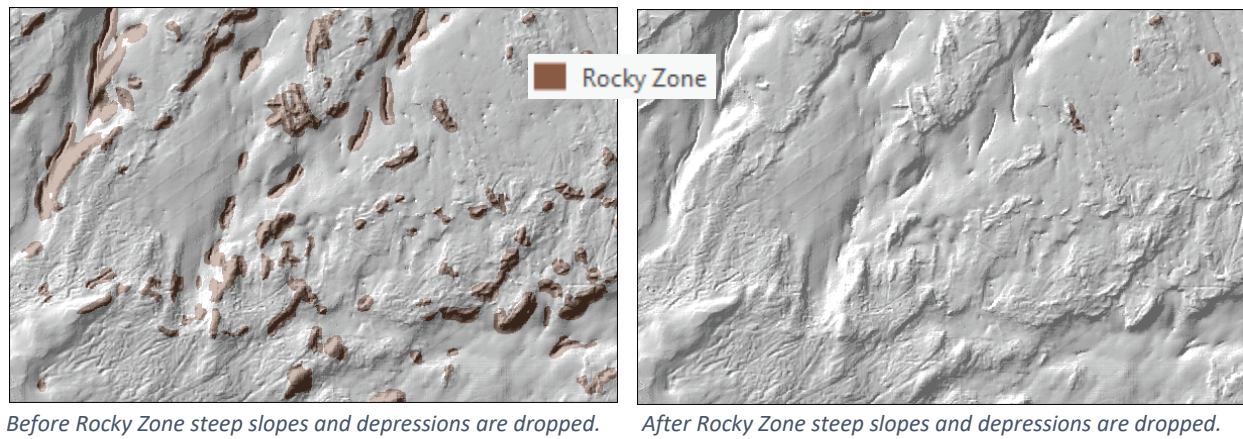 Rocky Zone
Before Rocky Zone steep slopes and depressions are dropped.
After Rocky Zone steep slopes and depressions are dropped.